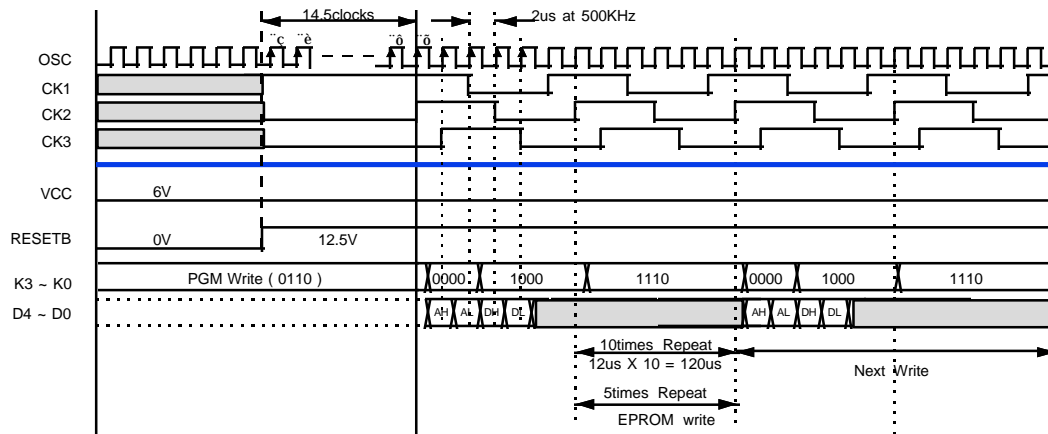 14.5clocks
2us at 500KHz
¨ç ¨è ¨ô ¨õ
OSC
CK1
CK2
CK3
VCC
6V
RESETB
0V
12.5V
K3 ~ K0
PGM Write ( 0110 )
0000
1000
1110
0000
1000
1110
D4 ~ D0
AH
AL
DH
DL
AH
AL
DH
DL
10times Repeat
12us X 10 = 120us
Next Write
5times Repeat
EPROM write